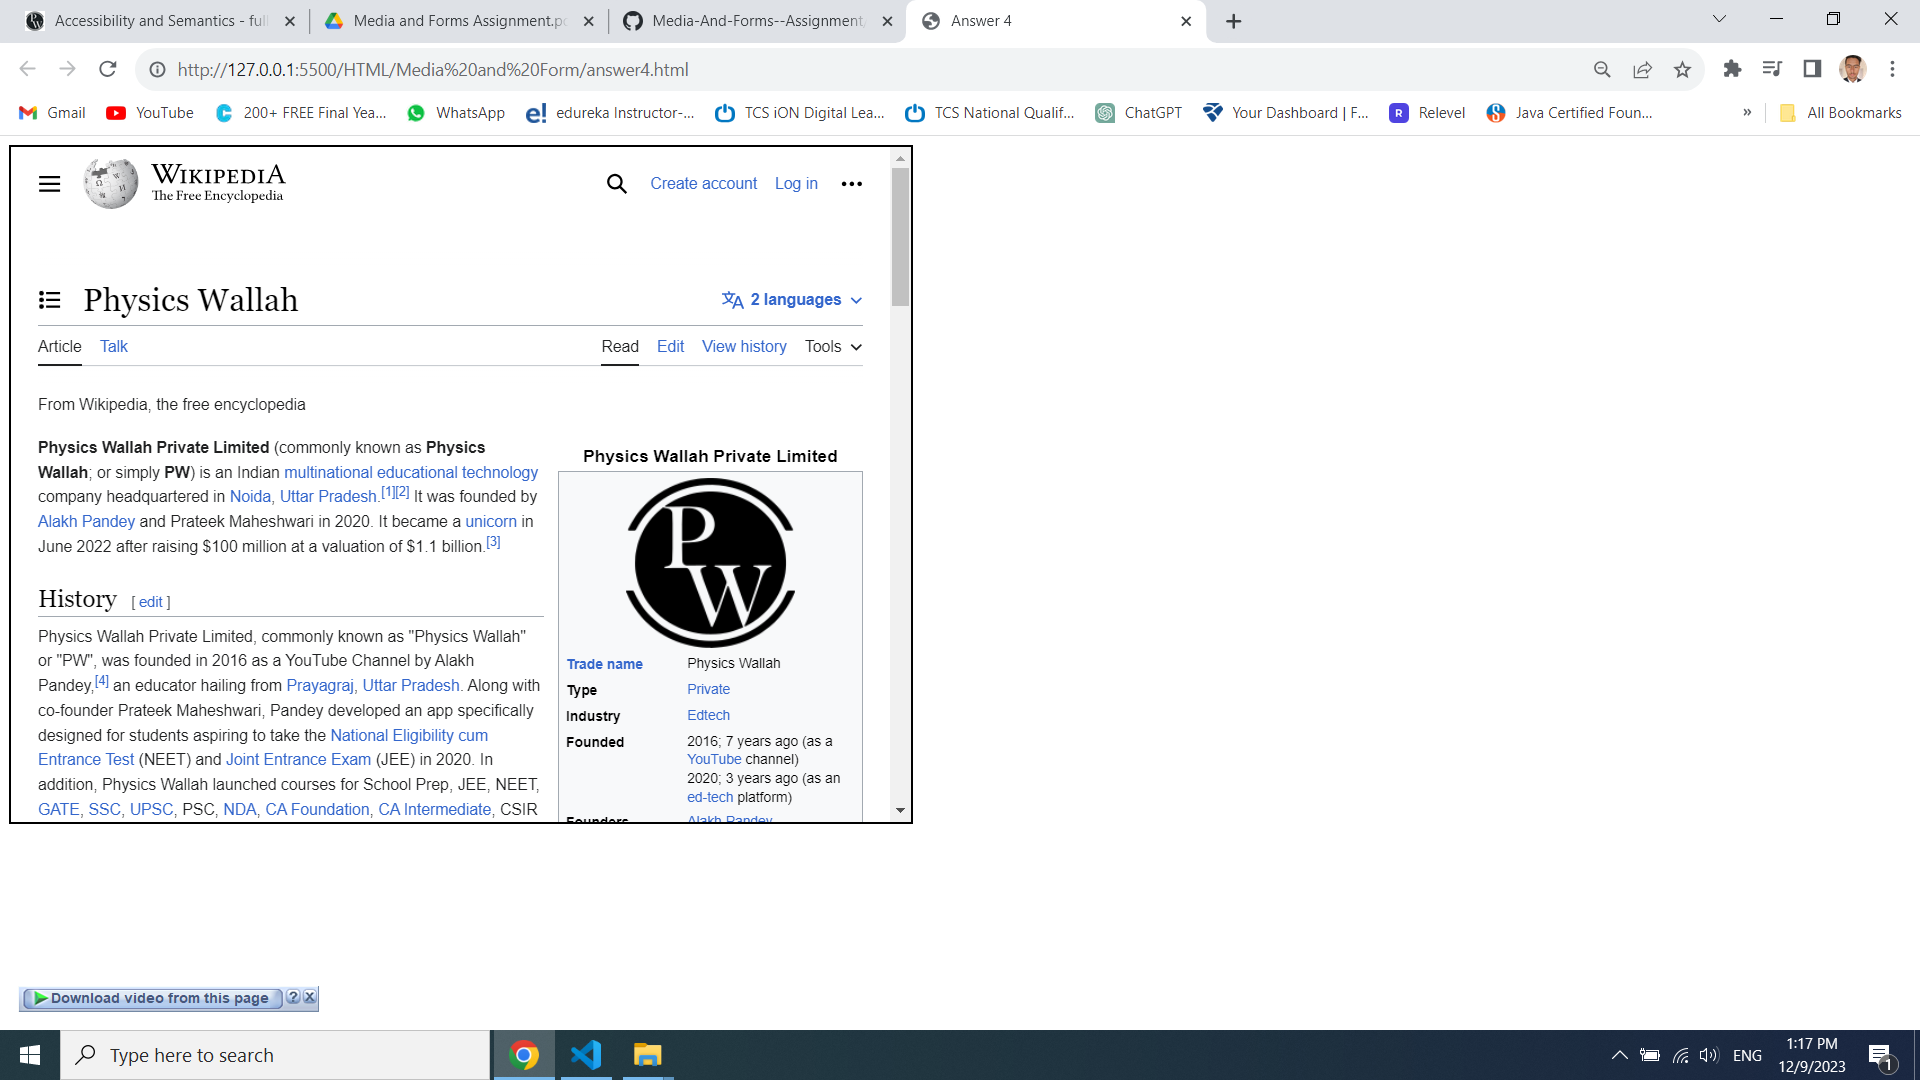 Accessibility and Semantics - full
Media and Forms Assignment.pd
Media-And-Forms--Assignment/
Answer 4
http://127.0.0.1:5500/HTML/Media%20and%20Form/answer4.html
Gmail
YouTube
200+ FREE Final Yea...
WhatsApp
edureka Instructor-...
TCS iON Digital Lea...
TCS National Qualif...
ChatGPT
Your Dashboard | F...
Relevel
Java Certified Foun...
»
All Bookmarks
WIKIPEDIA
The Free Encyclopedia
Create account
Log in
Physics Wallah
2 languages
Article
Talk
Read
Edit
View history
Tools
From Wikipedia, the free encyclopedia
Physics Wallah Private Limited (commonly known as Physics
Wallah; or simply PW) is an Indian multinational educational technology
company headquartered in Noida, Uttar Pradesh.[1][2] It was founded by
Alakh Pandey and Prateek Maheshwari in 2020. It became a unicorn in
June 2022 after raising $100 million at a valuation of $1.1 billion.[3]
History [ edit ]
Physics Wallah Private Limited, commonly known as "Physics Wallah"
or "PW", was founded in 2016 as a YouTube Channel by Alakh
Pandey,[4] an educator hailing from Prayagraj, Uttar Pradesh. Along with
co-founder Prateek Maheshwari, Pandey developed an app specifically
designed for students aspiring to take the National Eligibility cum
Entrance Test (NEET) and Joint Entrance Exam (JEE) in 2020. In
addition, Physics Wallah launched courses for School Prep, JEE, NEET,
GATE, SSC, UPSC, PSC, NDA, CA Foundation, CA Intermediate, CSIR
Physics Wallah Private Limited
PW
Trade name Physics Wallah
Type Private
Industry Edtech
Founded 2016; 7 years ago (as a
YouTube channel)
2020; 3 years ago (as an
ed-tech platform)
Founders Alakh Pandey
Download video from this page
?
Type here to search
ENG
1:17 PM
12/9/2023
1